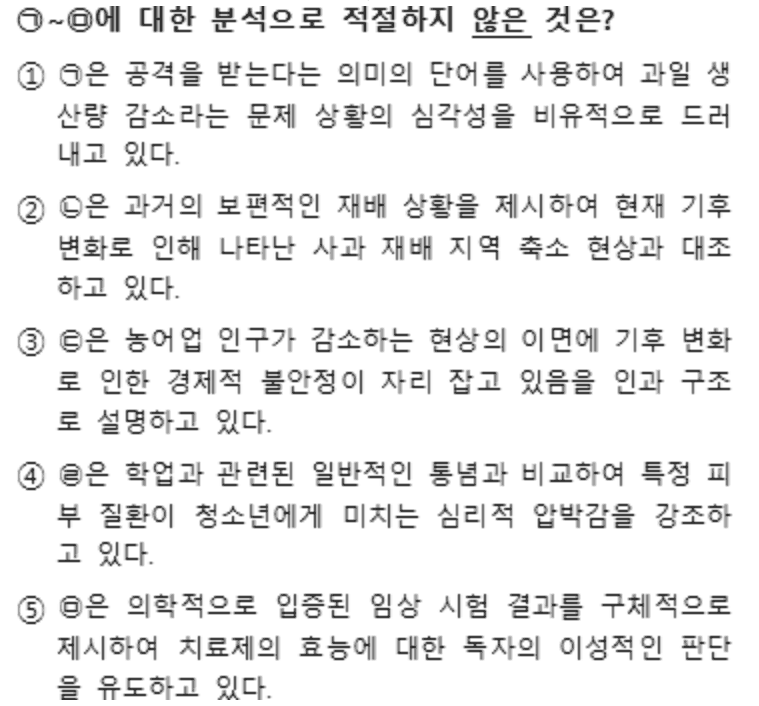 ㉠~㉤에 대한 분석으로 적절하지 않은 것은?
① ㉠은 공격을 받는다는 의미의 단어를 사용하여 과일 생
산량 감소라는 문제 상황의 심각성을 비유적으로 드러
내고 있다.
② ㉡은 과거의 보편적인 재배 상황을 제시하여 현재 기후
변화로 인해 나타난 사과 재배 지역 축소 현상과 대조
하고 있다.
③ ㉢은 농어업 인구가 감소하는 현상의 이면에 기후 변화
로 인한 경제적 불안정이 자리 잡고 있음을 인과 구조
로 설명하고 있다.
④ ㉣은 학업과 관련된 일반적인 통념과 비교하여 특정 피
부 질환이 청소년에게 미치는 심리적 압박감을 강조하
고 있다.
⑤ ㉤은 의학적으로 입증된 임상 시험 결과를 구체적으로
제시하여 치료제의 효능에 대한 독자의 이성적인 판단
을 유도하고 있다.